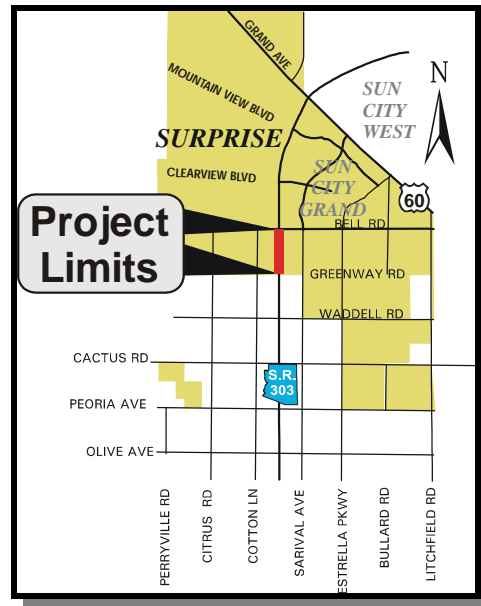 GRAND AVE
MOUNTAIN VIEW BLVD
SUN
CITY
WEST
N
SURPRISE
CLEARVIEW BLVD
SUN
CITY
GRAND
60
BELL RD
Project
Limits
GREENWAY RD
WADDELL RD
CACTUS RD
S.R.
303
PEORIA AVE
OLIVE AVE
PERRYVILLE RD
CITRUS RD
COTTON LN
SARIVAL AVE
ESTRELLA PKWY
BULLARD RD
LITCHFIELD RD